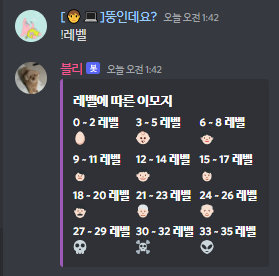 [🧑💻]뚱인데요? 오늘 오전 1:42
!레벨
블리 봇 오늘 오전 1:42
레벨에 따른 이모지
0 ~ 2 레벨 3 ~ 5 레벨 6 ~ 8 레벨
🥚 👶 👦
9 ~ 11 레벨 12 ~ 14 레벨 15 ~ 17 레벨
18 ~ 20 레벨 21 ~ 23 레벨 24 ~ 26 레벨
27 ~ 29 레벨 30 ~ 32 레벨 33 ~ 35 레벨
💀 ☠️ 👽